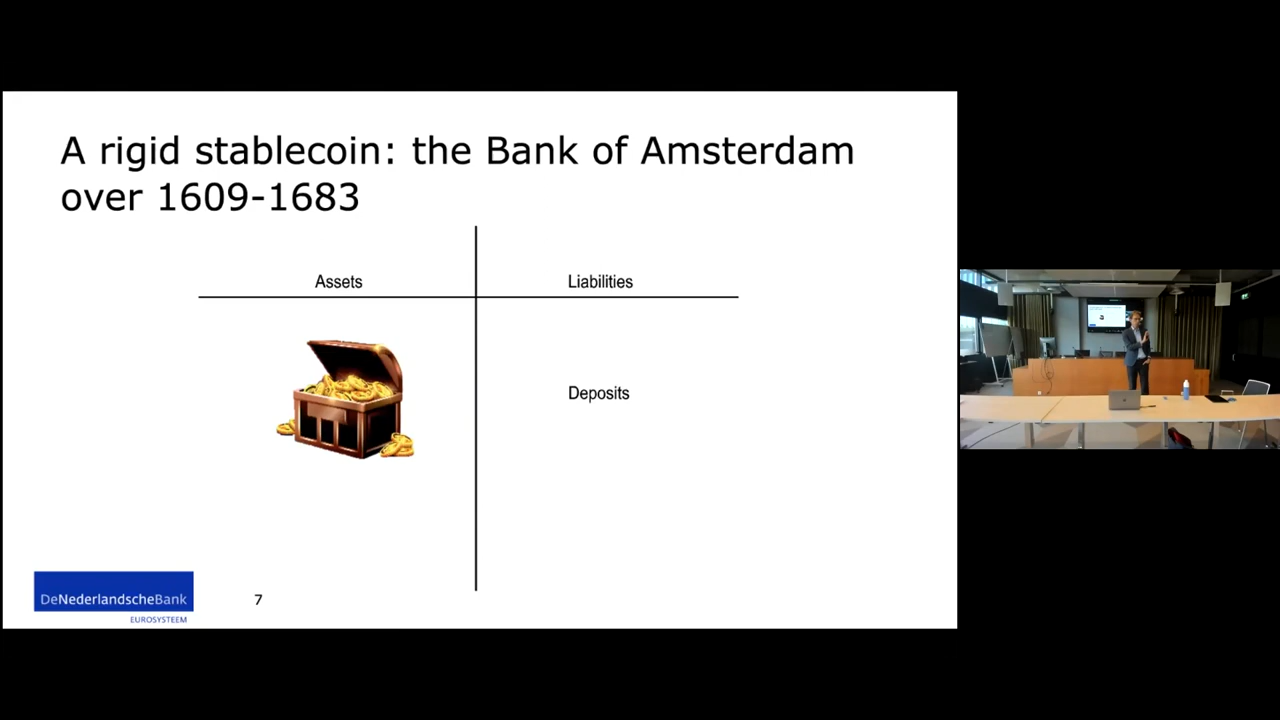 A rigid stablecoin: the Bank of Amsterdam
over 1609-1683
Assets
Liabilities
Deposits
DeNederlandscheBank
EUROSYSTEEM
7